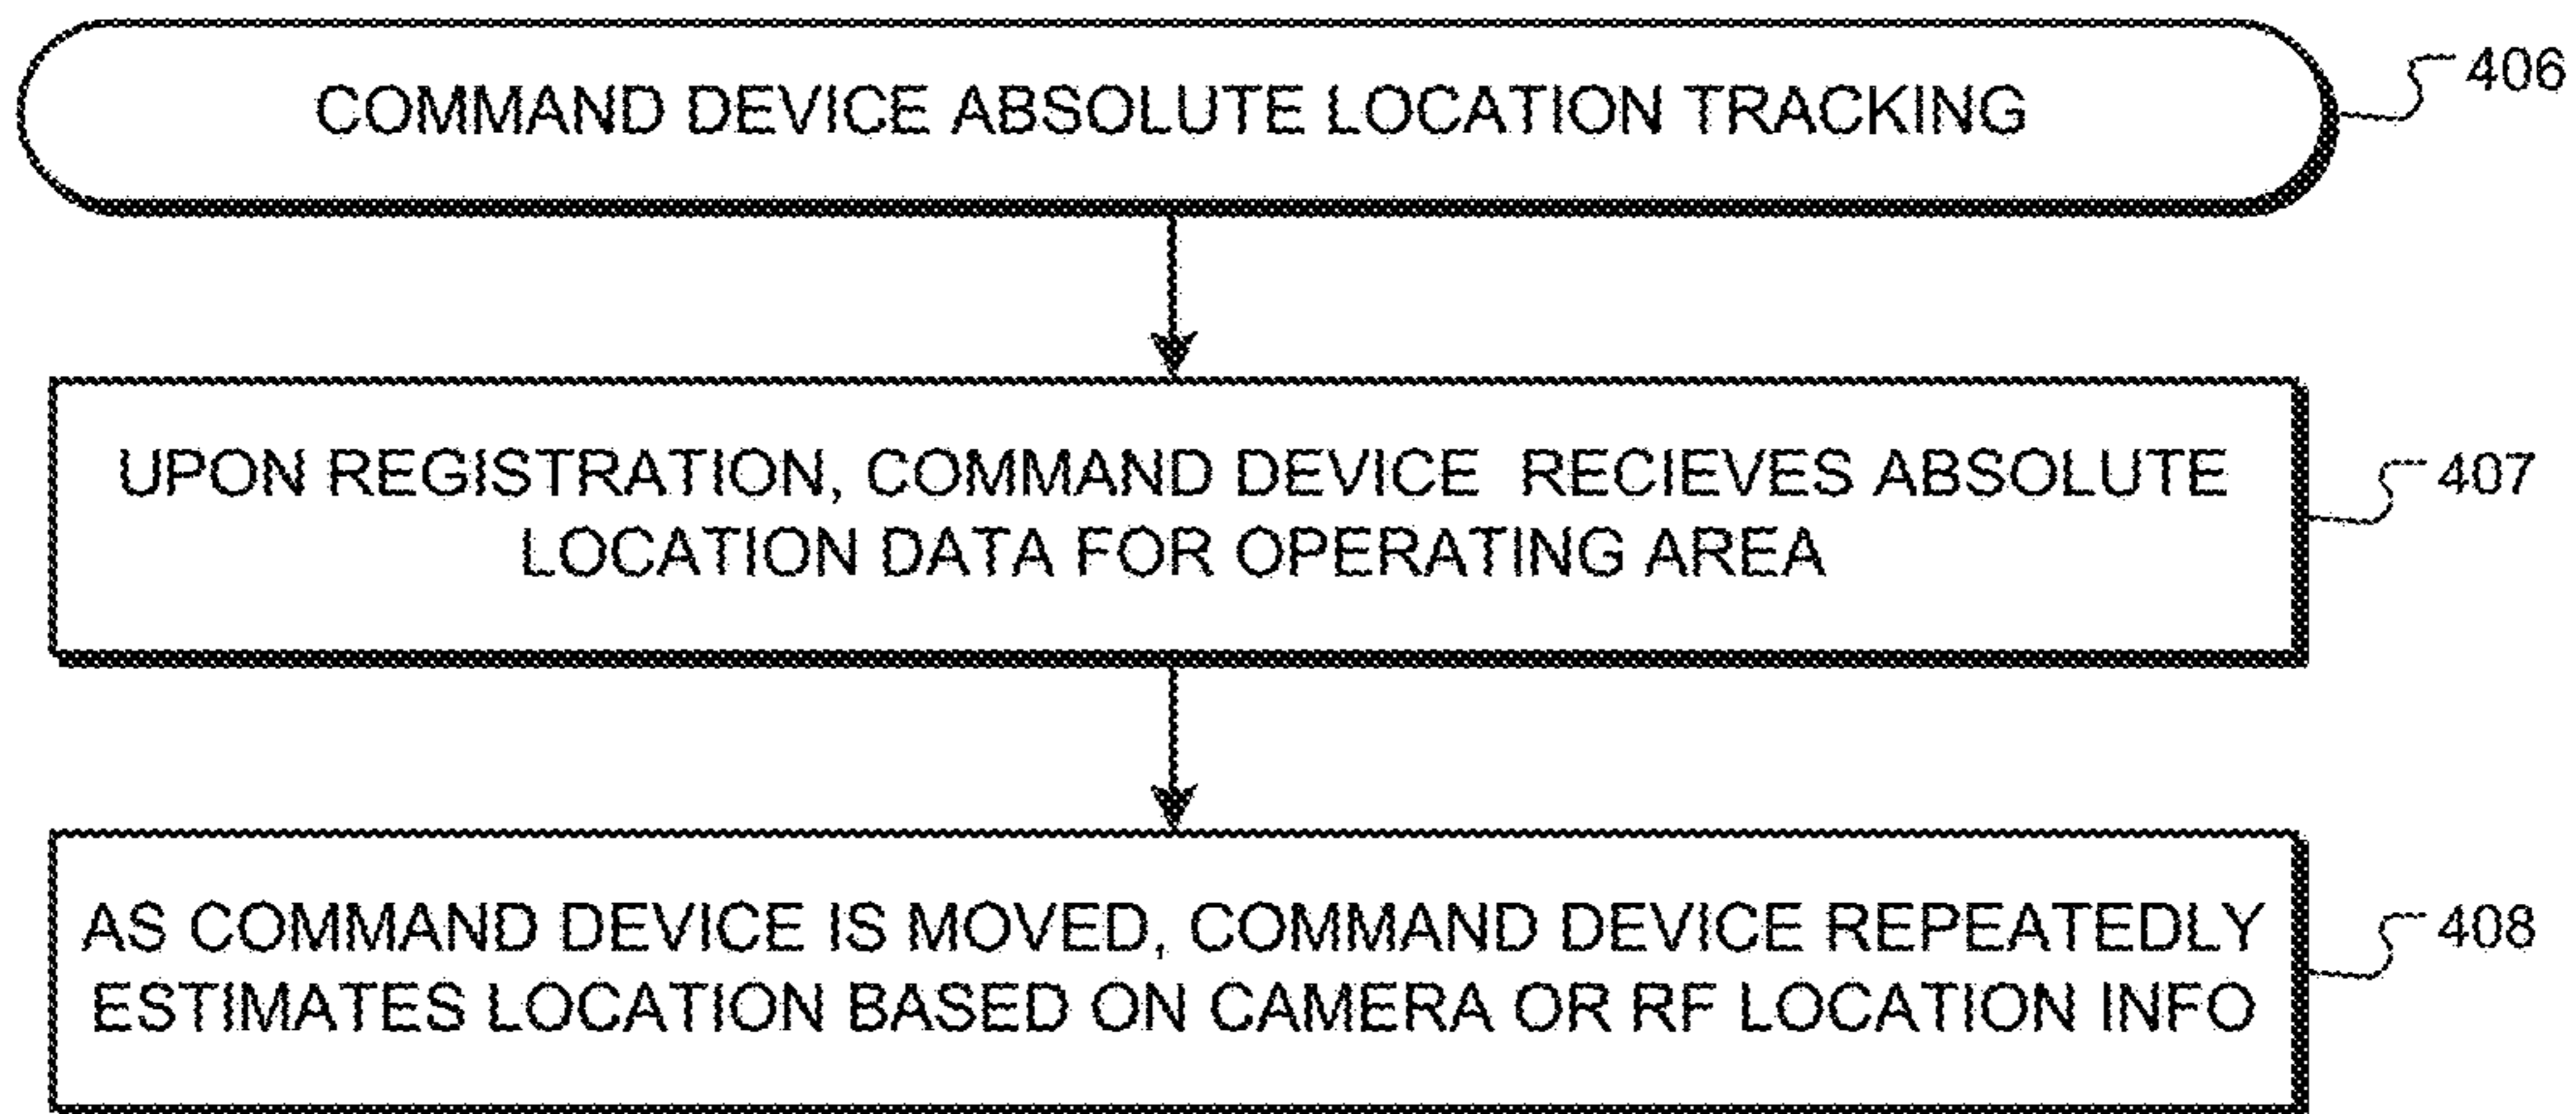 COMMAND DEVICE ABSOLUTE LOCATION TRACKING
406
UPON REGISTRATION, COMMAND DEVICE RECIEVES ABSOLUTE
LOCATION DATA FOR OPERATING AREA
407
AS COMMAND DEVICE IS MOVED, COMMAND DEVICE REPEATEDLY
ESTIMATES LOCATION BASED ON CAMERA OR RF LOCATION INFO
408